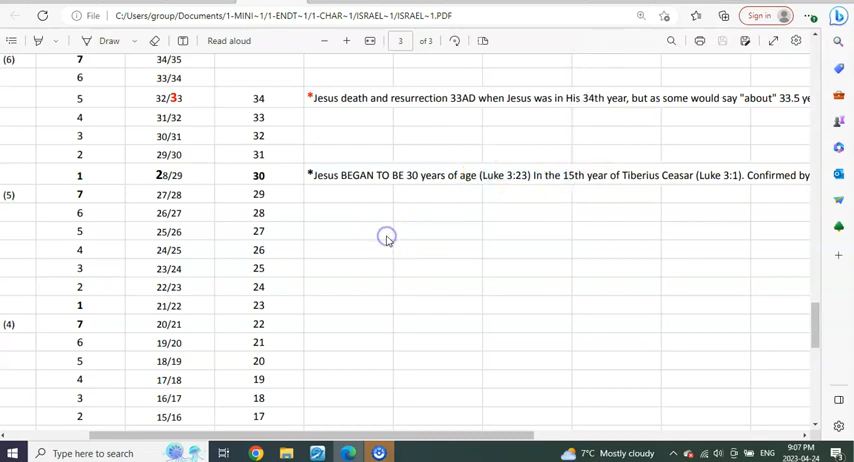 File C:/Users/group/Documents/1-MINI~1/1-ENDT~1/1-CHAR~1/ISRAEL~1/ISRAEL~1.PDF Sign in
Draw Read aloud 3 of 3
(6) 7 34/35
6 33/34
5 32/33 34 *Jesus death and resurrection 33AD when Jesus was in His 34th year, but as some would say "about" 33.5 ye
4 31/32 33
3 30/31 32
2 29/30 31
1 28/29 30 *Jesus BEGAN TO BE 30 years of age (Luke 3:23) In the 15th year of Tiberius Ceasar (Luke 3:1). Confirmed by
(5) 7 27/28 29
6 26/27 28
5 25/26 27
4 24/25 26
3 23/24 25
2 22/23 24
1 21/22 23
(4) 7 20/21 22
6 19/20 21
5 18/19 20
4 17/18 19
3 16/17 18
2 15/16 17
Type here to search 7°C Mostly cloudy ENG 9:07 PM
2023-04-24